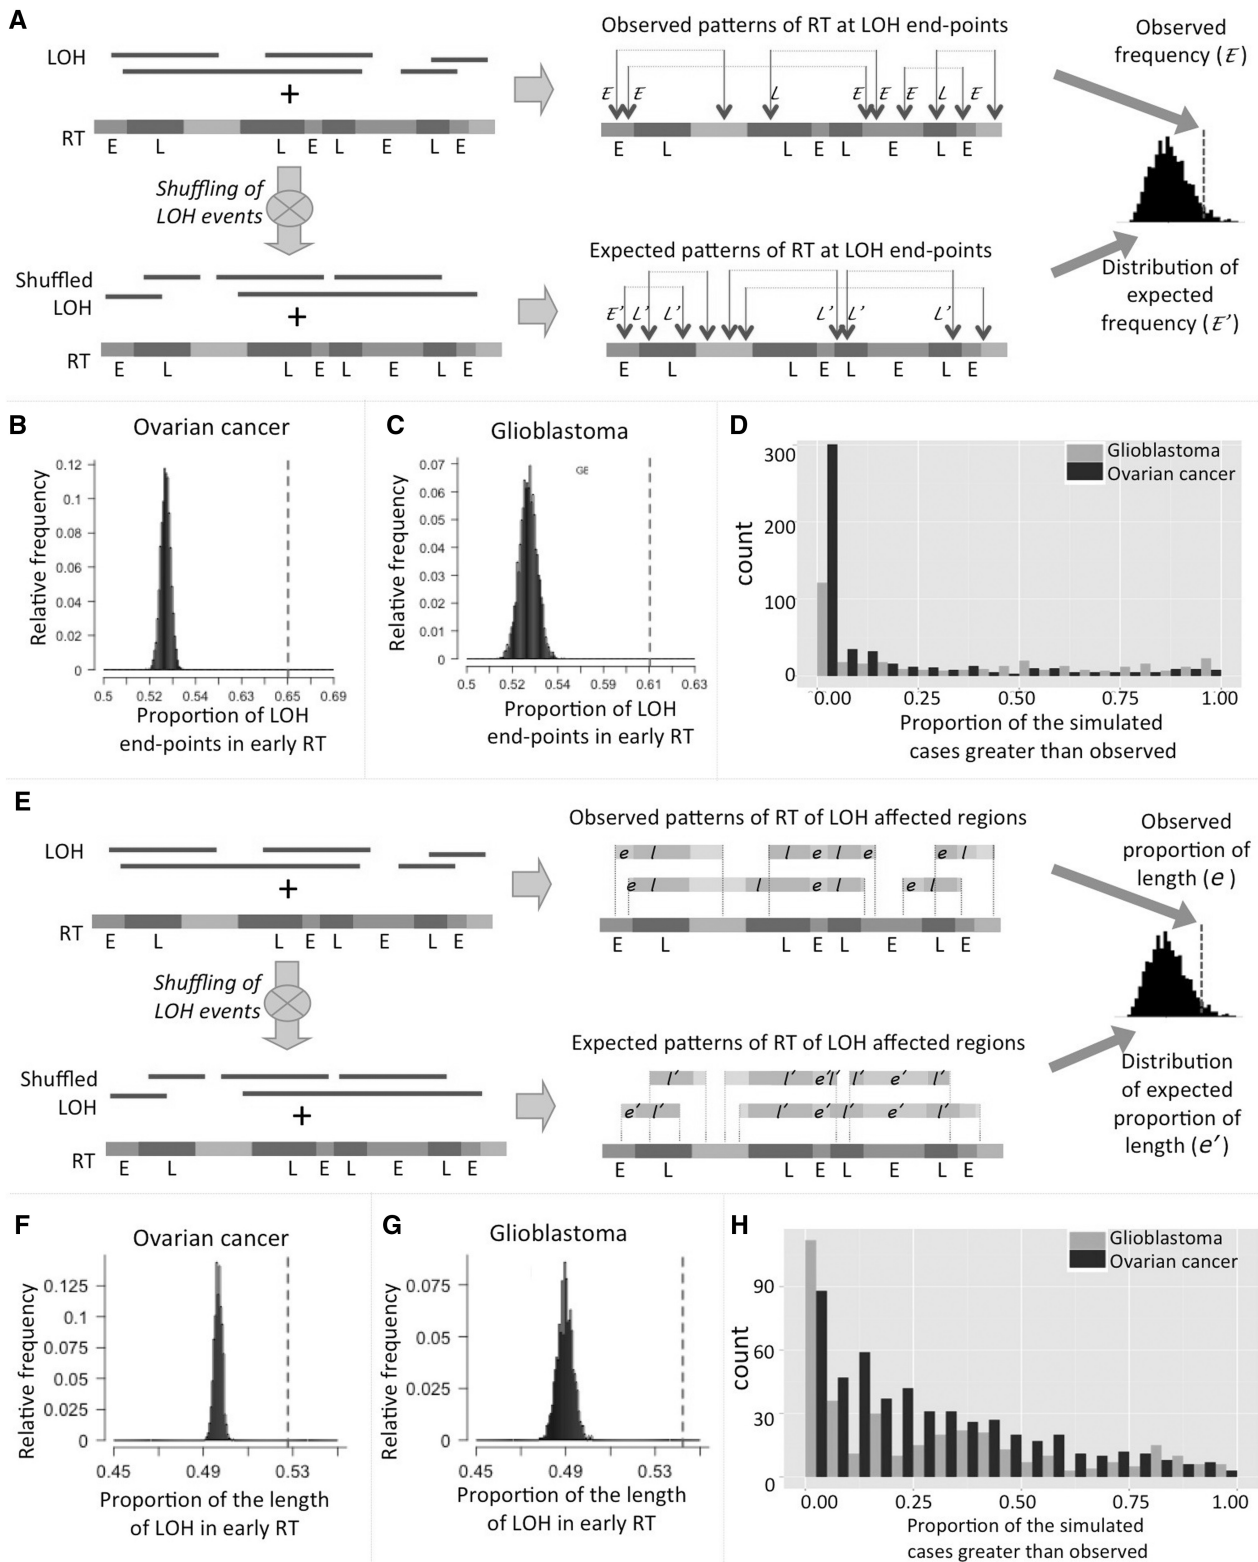 A
LOH
+
RT
E L L E L E L E
Shuffling of
LOH events
Shuffled
LOH
+
RT
E L L E L E L E
Observed patterns of RT at LOH end-points
E E L E E E L E
E L L E L E L E
Expected patterns of RT at LOH end-points
E' L' L' L' L' L'
E L L E L E L E
Observed
frequency (E)
Distribution of
expected
frequency (E')
B
Ovarian cancer
Relative frequency
0.12
0.1
0.08
0.06
0.04
0.02
0
0.5 0.52 0.54 0.63 0.65 0.69
Proportion of LOH
end-points in early RT
C
Glioblastoma
GE
Relative frequency
0.07
0.06
0.05
0.04
0.03
0.02
0.01
0
0.5 0.52 0.54 0.59 0.61 0.63
Proportion of LOH
end-points in early RT
D
Glioblastoma
Ovarian cancer
count
300
200
100
0
0.00 0.25 0.50 0.75 1.00
Proportion of the simulated
cases greater than observed
E
LOH
+
RT
E L L E L E L E
Shuffling of
LOH events
Shuffled
LOH
+
RT
E L L E L E L E
Observed patterns of RT of LOH affected regions
e l l e l e e l
e l l e l e l
E L L E L E L E
Expected patterns of RT of LOH affected regions
l' l' e' l' l' e' l'
e' l' l' e' l' e' l'
E L L E L E L E
Observed
proportion of
length (e)
Distribution
of expected
proportion of
length (e')
F
Ovarian cancer
Relative frequency
0.125
0.1
0.075
0.05
0.025
0
0.45 0.49 0.53
Proportion of the length
of LOH in early RT
G
Glioblastoma
Relative frequency
0.075
0.05
0.025
0
0.45 0.49 0.53
Proportion of the length
of LOH in early RT
H
Glioblastoma
Ovarian cancer
count
90
60
30
0
0.00 0.25 0.50 0.75 1.00
Proportion of the simulated
cases greater than observed